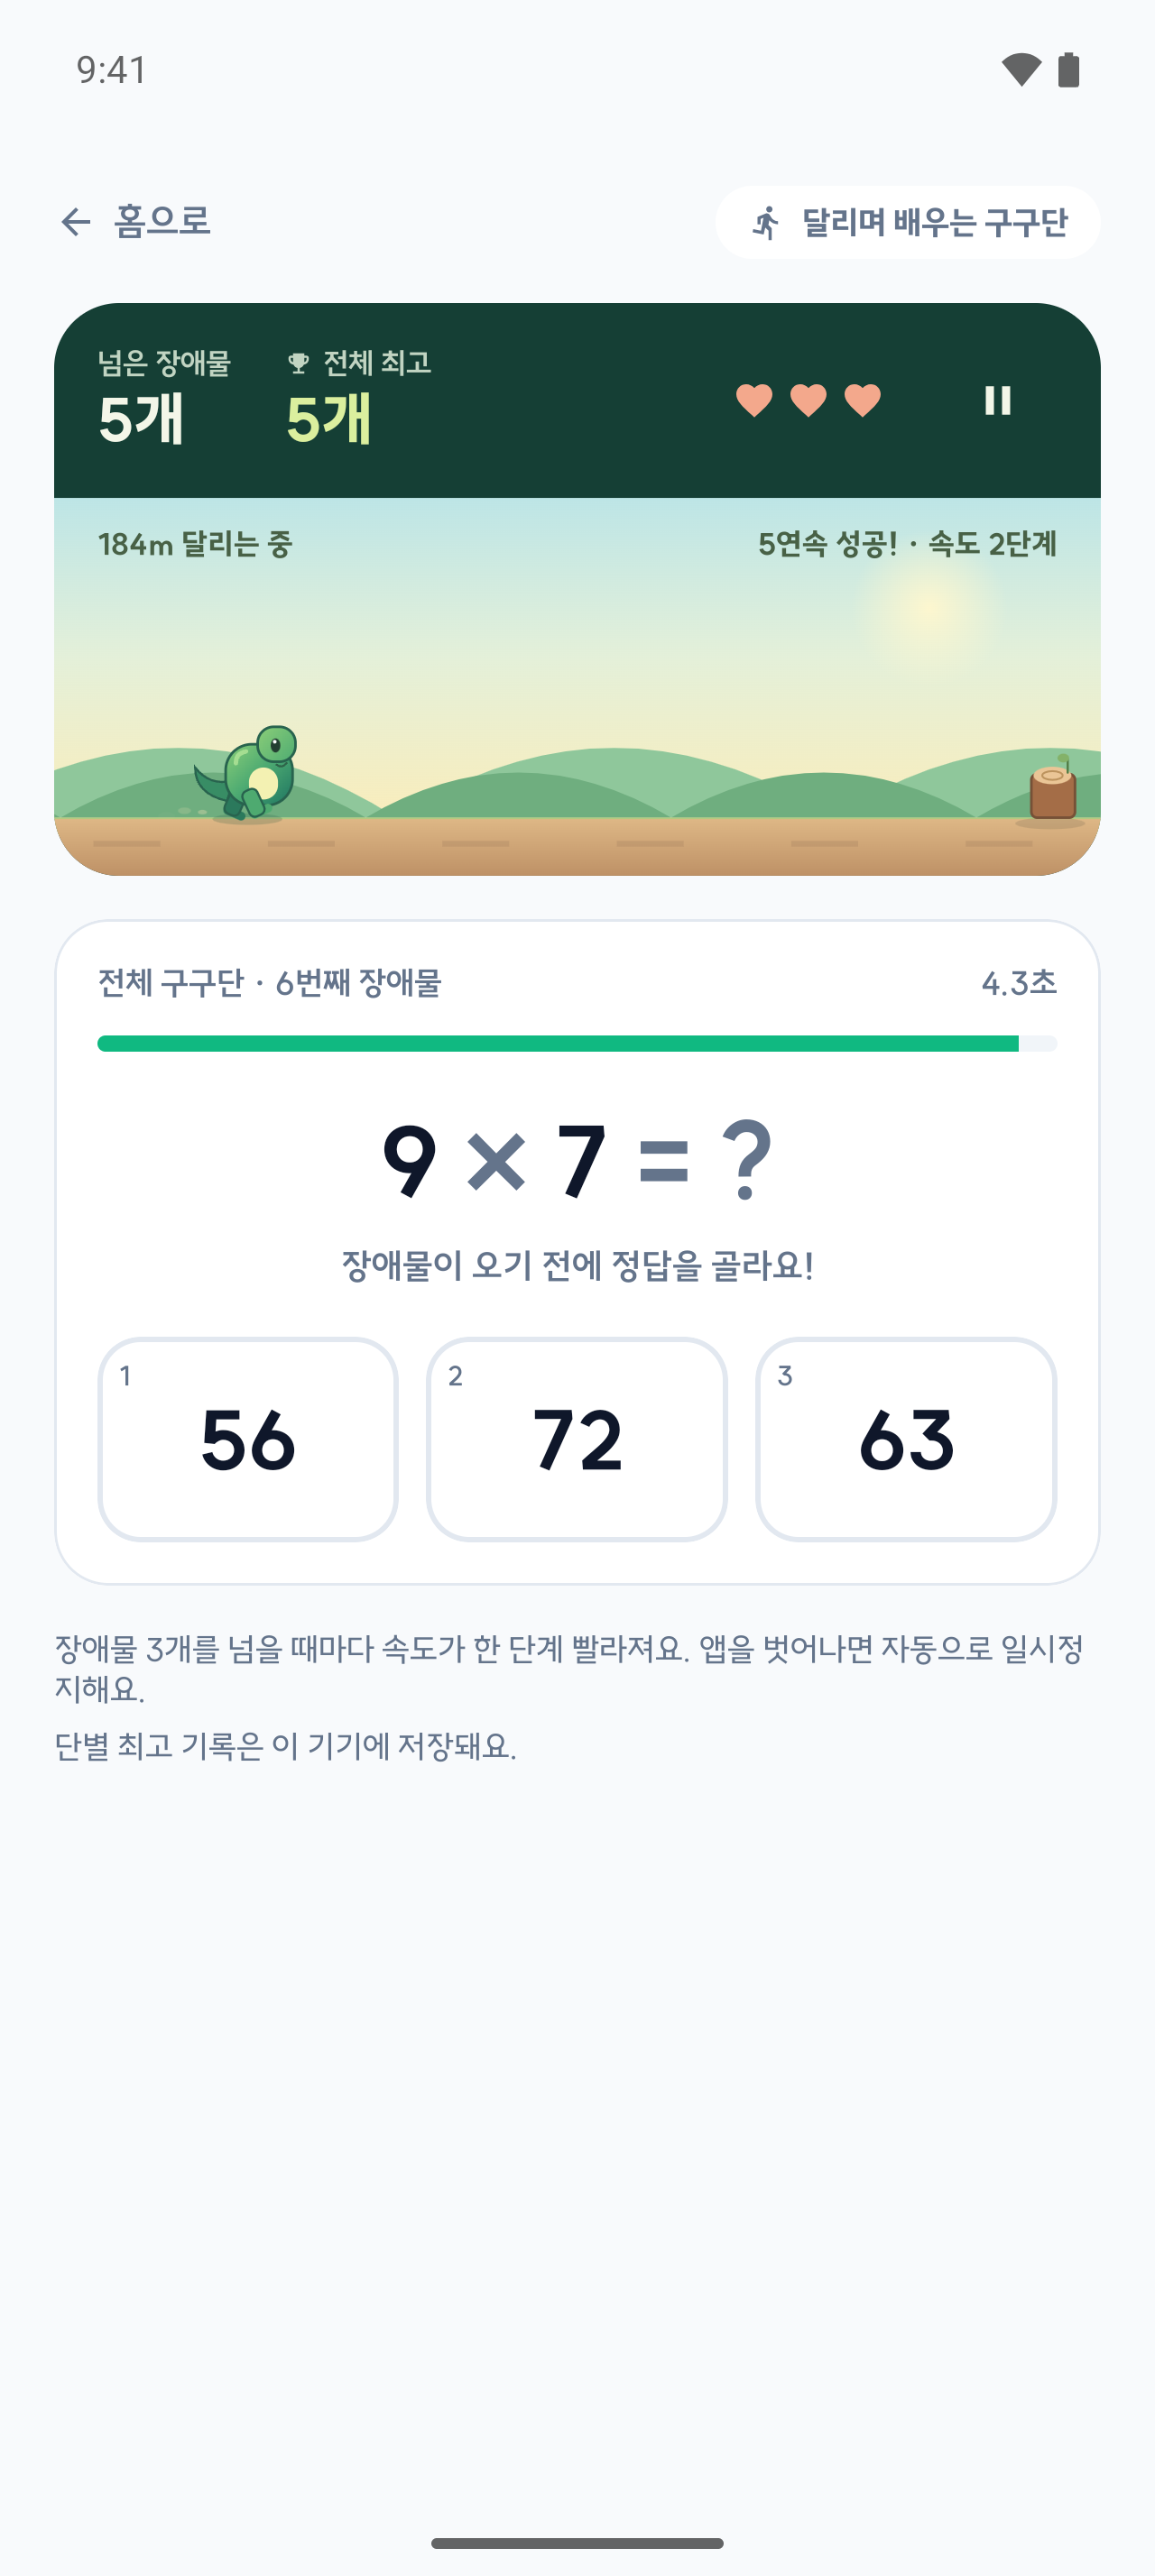 9:41
홈으로
달리며 배우는 구구단
넘은 장애물
전체 최고
5개
5개
184m 달리는 중
5연속 성공! · 속도 2단계
전체 구구단 · 6번째 장애물
4.3초
9 × 7 = ?
장애물이 오기 전에 정답을 골라요!
1
56
2
72
3
63
장애물 3개를 넘을 때마다 속도가 한 단계 빨라져요. 앱을 벗어나면 자동으로 일시정
지해요.
단별 최고 기록은 이 기기에 저장돼요.